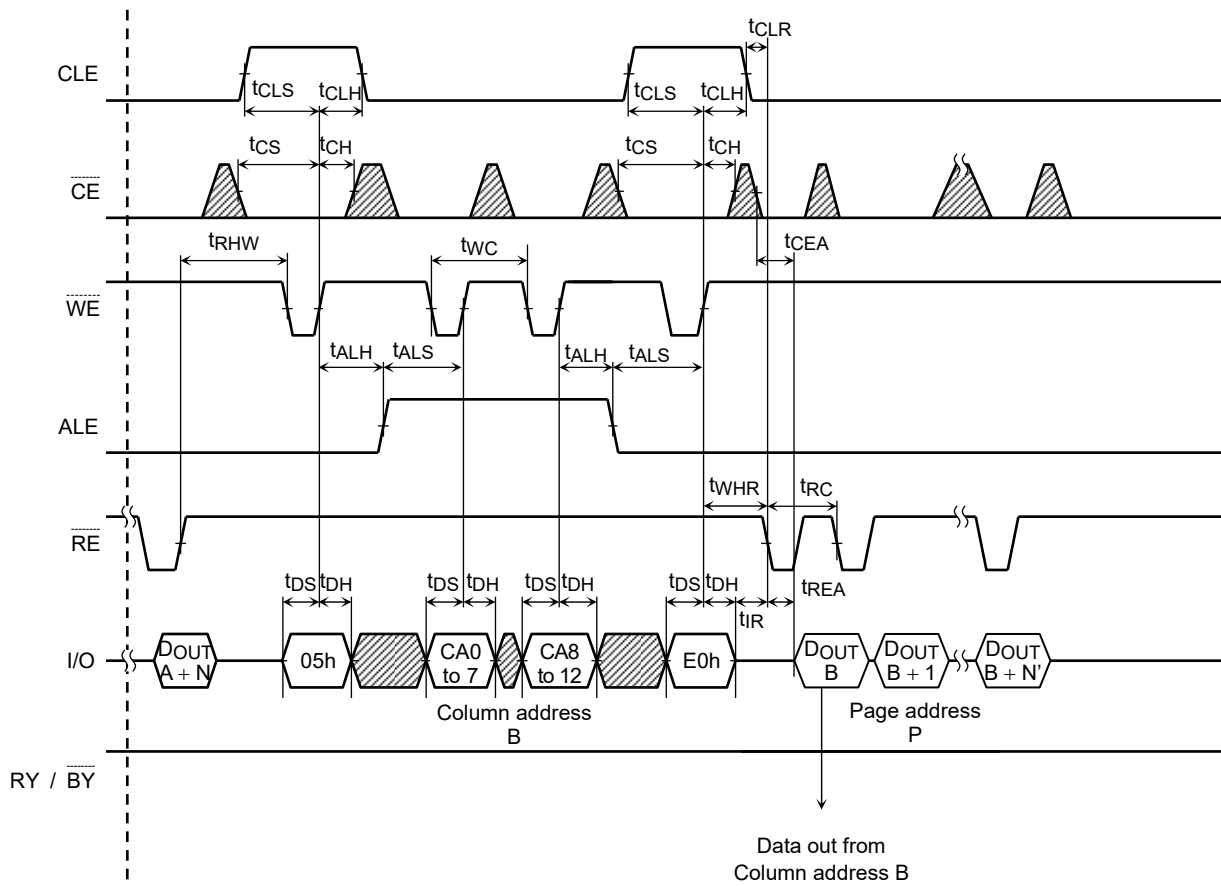 tCLR
CLE
tCLS tCLH tCLS tCLH
tCS tCH tCS tCH
CE
tRHW tWC tCEA
WE
tALH tALS tALH tALS
ALE
tWHR tRC
RE
tDS tDH tDS tDH tDS tDH tDS tDH tREA
tIR
I/O
DOUT
A + N
05h
CA0
to 7
CA8
to 12
E0h
DOUT
B
DOUT
B + 1
DOUT
B + N’
Column address
B
Page address
P
RY / BY
Data out from
Column address B